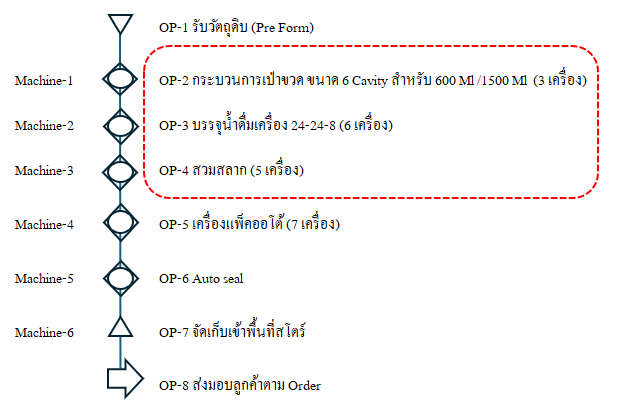 OP-1 รับวัตถุดิบ (Pre Form)
Machine-1 OP-2 กระบวนการเป่าขวด ขนาด 6 Cavity สำหรับ 600 Ml /1500 Ml (3 เครื่อง)
Machine-2 OP-3 บรรจุน้ำดื่มเครื่อง 24-24-8 (6 เครื่อง)
Machine-3 OP-4 สวมสลาก (5 เครื่อง)
Machine-4 OP-5 เครื่องแพ็คออโต้ (7 เครื่อง)
Machine-5 OP-6 Auto seal
Machine-6 OP-7 จัดเก็บเข้าพื้นที่สโตร์
OP-8 ส่งมอบลูกค้าตาม Order